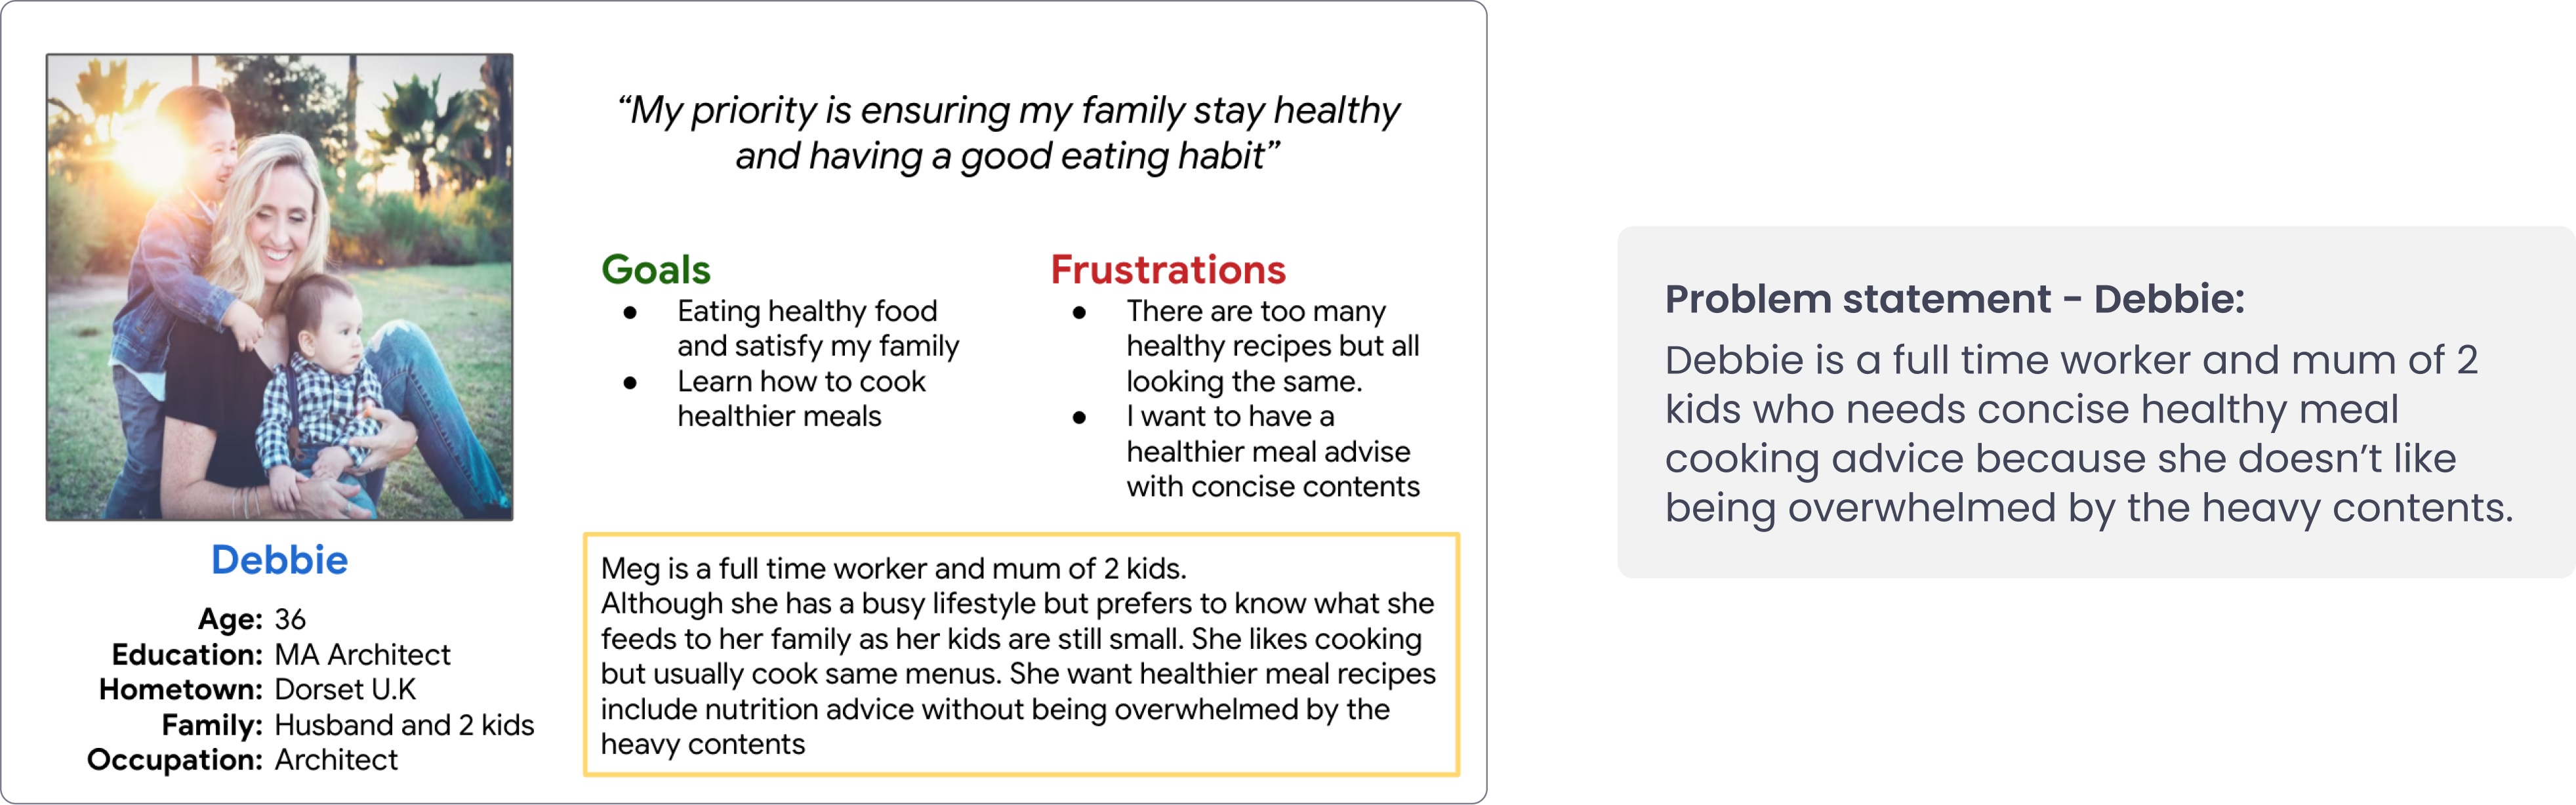 “My priority is ensuring my family stay healthy
and having a good eating habit”
Goals
● Eating healthy food
and satisfy my family
● Learn how to cook
healthier meals
Frustrations
● There are too many
healthy recipes but all
looking the same.
● I want to have a
healthier meal advise
with concise contents
Debbie
Age: 36
Education: MA Architect
Hometown: Dorset U.K
Family: Husband and 2 kids
Occupation: Architect
Meg is a full time worker and mum of 2 kids.
Although she has a busy lifestyle but prefers to know what she
feeds to her family as her kids are still small. She likes cooking
but usually cook same menus. She want healthier meal recipes
include nutrition advice without being overwhelmed by the
heavy contents
Problem statement - Debbie:
Debbie is a full time worker and mum of 2
kids who needs concise healthy meal
cooking advice because she doesn’t like
being overwhelmed by the heavy contents.